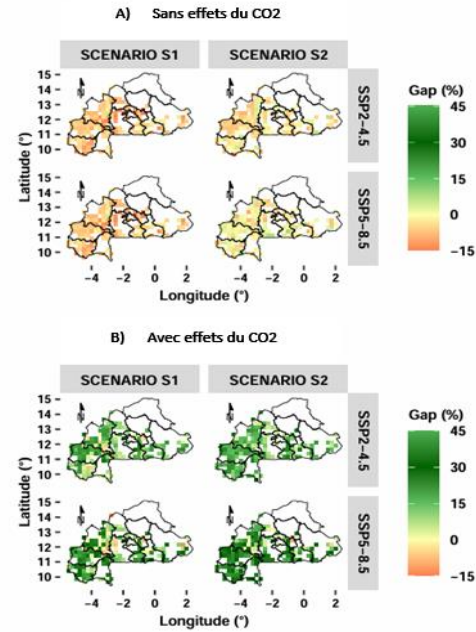 A) Sans effets du CO2
SCENARIO S1 SCENARIO S2
Gap (%)
15
14
13
12
11
10
SSP2-4.5
15
14
13
12
11
10
SSP5-8.5
N
N
N
N
Latitude (°)
-4 -2 0 2 -4 -2 0 2
Longitude (°)
45
30
15
0
-15
B) Avec effets du CO2
SCENARIO S1 SCENARIO S2
Gap (%)
15
14
13
12
11
10
SSP2-4.5
15
14
13
12
11
10
SSP5-8.5
N
N
N
N
Latitude (°)
-4 -2 0 2 -4 -2 0 2
Longitude (°)
45
30
15
0
-15